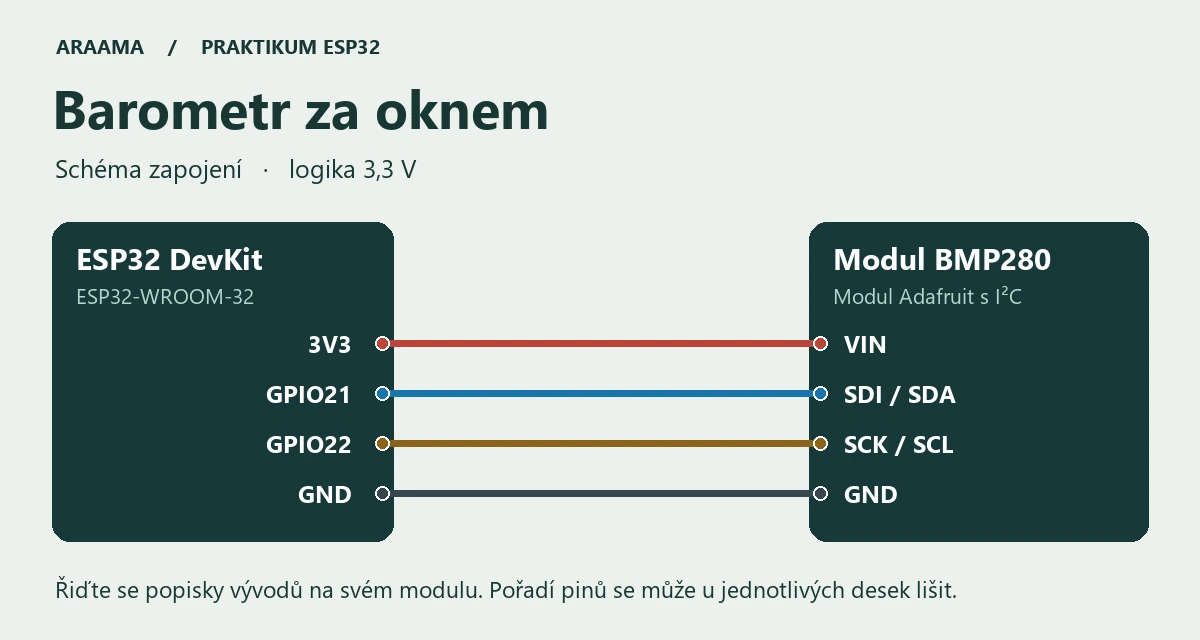 ARAAMA / PRAKTIKUM ESP32
Barometr za oknem
Schéma zapojení · logika 3,3 V
ESP32 DevKit
ESP32-WROOM-32
3V3
GPIO21
GPIO22
GND
Modul BMP280
Modul Adafruit s I²C
VIN
SDI / SDA
SCK / SCL
GND
Řiďte se popisky vývodů na svém modulu. Pořadí pinů se může u jednotlivých desek lišit.